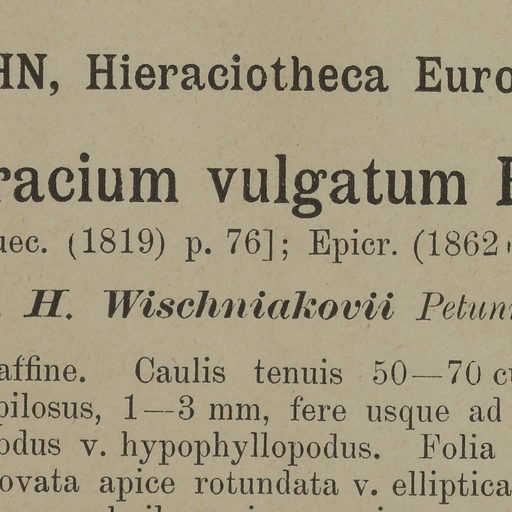 HN, Hieraciotheca Euro
racium vulgatum
uec. (1819) p. 76]; Epicr. (1862
. H. Wischniakovii Petun
affine. Caulis tenuis 50—70 c
pilosus, 1—3 mm, fere usque ad
odus v. hypophyllopodus. Folia
ovata apice rotundata v. elliptica